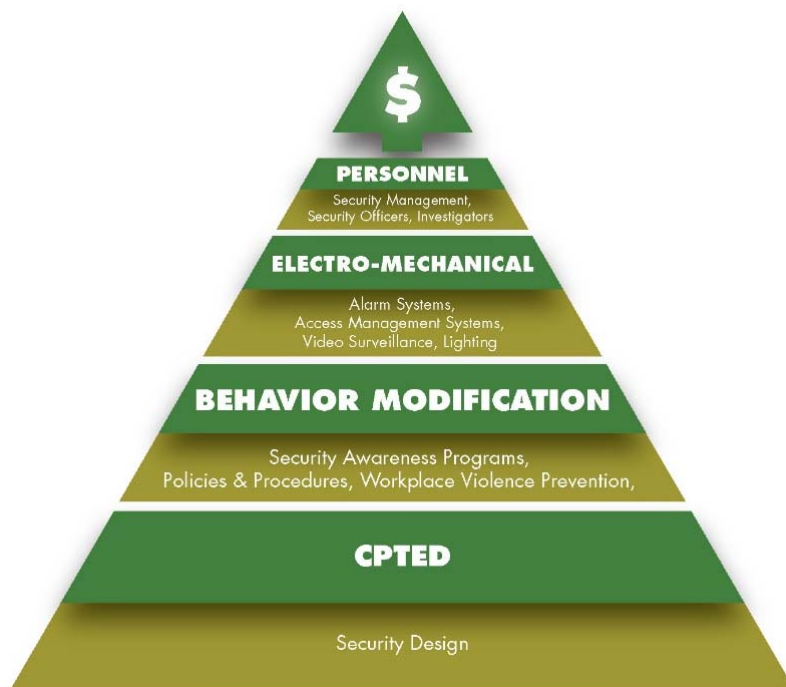 $
PERSONNEL
Security Management,
Security Officers, Investigators
ELECTRO-MECHANICAL
Alarm Systems,
Access Management Systems,
Video Surveillance, Lighting
BEHAVIOR MODIFICATION
Security Awareness Programs,
Policies & Procedures, Workplace Violence Prevention,
CPTED
Security Design